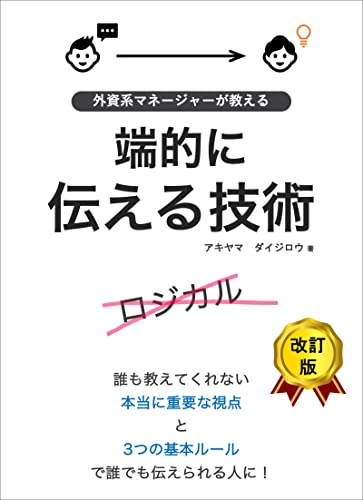 外資系マネージャーが教える
端的に
伝える技術
アキヤマ ダイジロウ 著
ロジカル
改訂
版
誰も教えてくれない
本当に重要な視点
と
3つの基本ルール
で誰でも伝えられる人に！